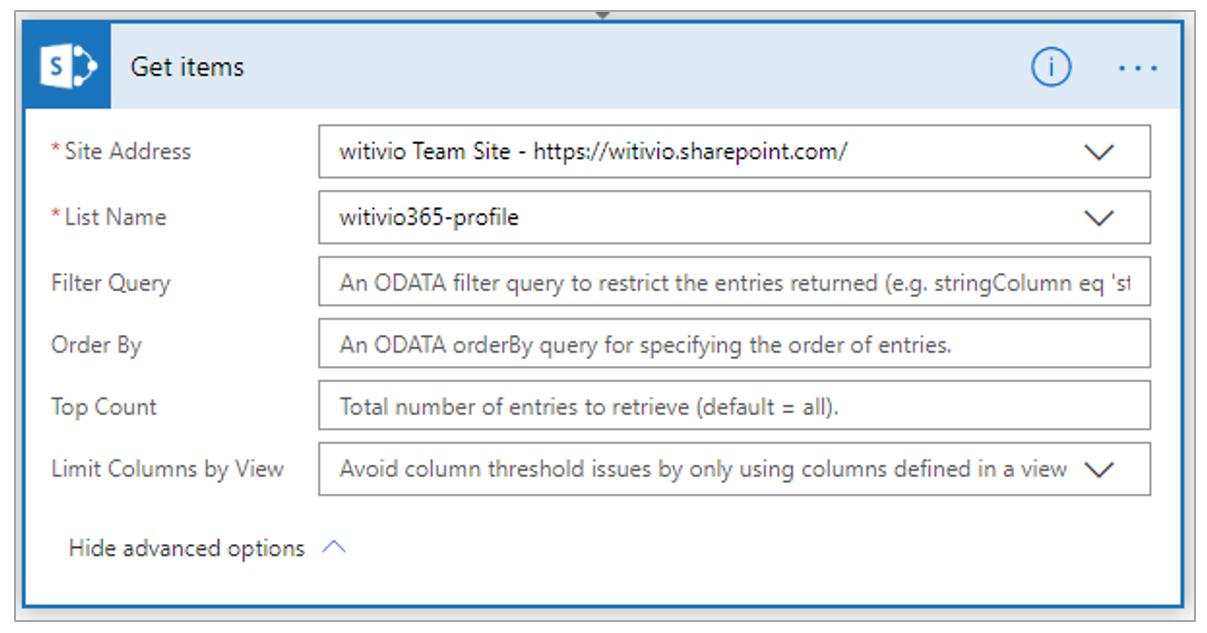 S
Get items
i
* Site Address
witivio Team Site - https://witivio.sharepoint.com/
* List Name
witivio365-profile
Filter Query
An ODATA filter query to restrict the entries returned (e.g. stringColumn eq 'st
Order By
An ODATA orderBy query for specifying the order of entries.
Top Count
Total number of entries to retrieve (default = all).
Limit Columns by View
Avoid column threshold issues by only using columns defined in a view
Hide advanced options